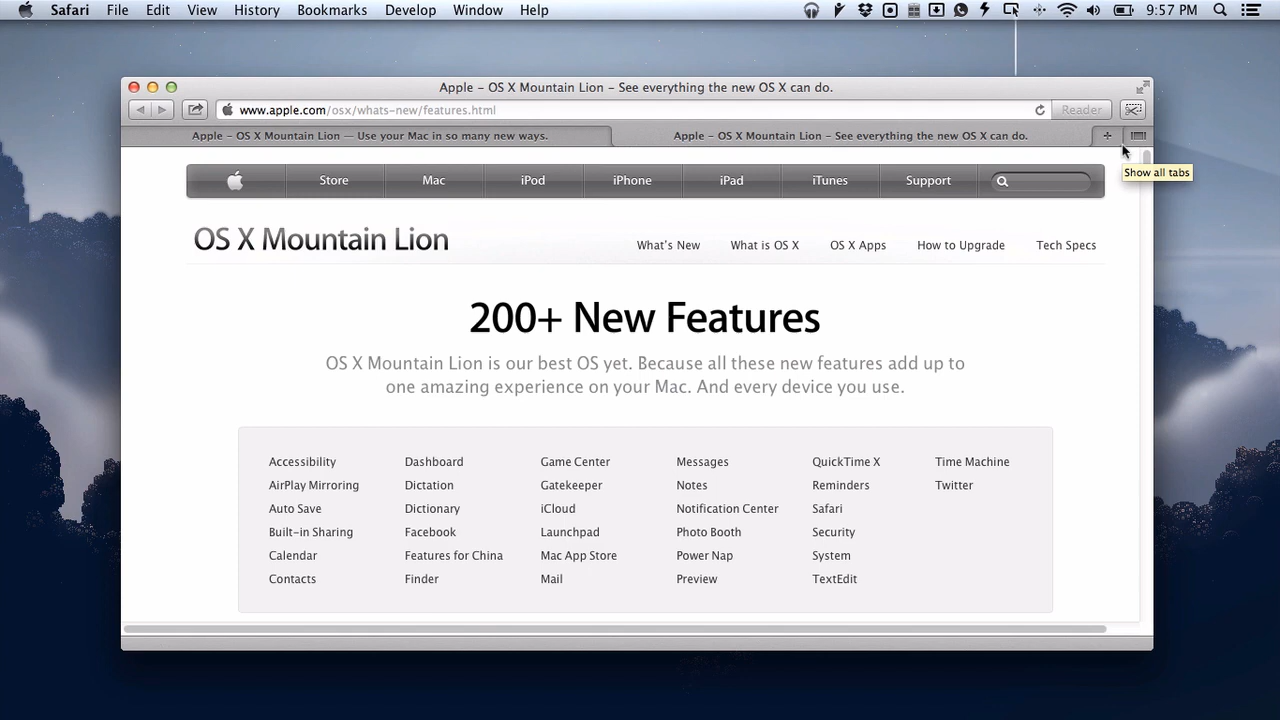 Safari File Edit View History Bookmarks Develop Window Help 9:57 PM
Apple – OS X Mountain Lion – See everything the new OS X can do.
www.apple.com/osx/whats-new/features.html Reader
Apple – OS X Mountain Lion — Use your Mac in so many new ways. Apple – OS X Mountain Lion – See everything the new OS X can do. +
Show all tabs
Store Mac iPod iPhone iPad iTunes Support
OS X Mountain Lion What's New What is OS X OS X Apps How to Upgrade Tech Specs
200+ New Features
OS X Mountain Lion is our best OS yet. Because all these new features add up to
one amazing experience on your Mac. And every device you use.
Accessibility Dashboard Game Center Messages QuickTime X Time Machine
AirPlay Mirroring Dictation Gatekeeper Notes Reminders Twitter
Auto Save Dictionary iCloud Notification Center Safari
Built-in Sharing Facebook Launchpad Photo Booth Security
Calendar Features for China Mac App Store Power Nap System
Contacts Finder Mail Preview TextEdit